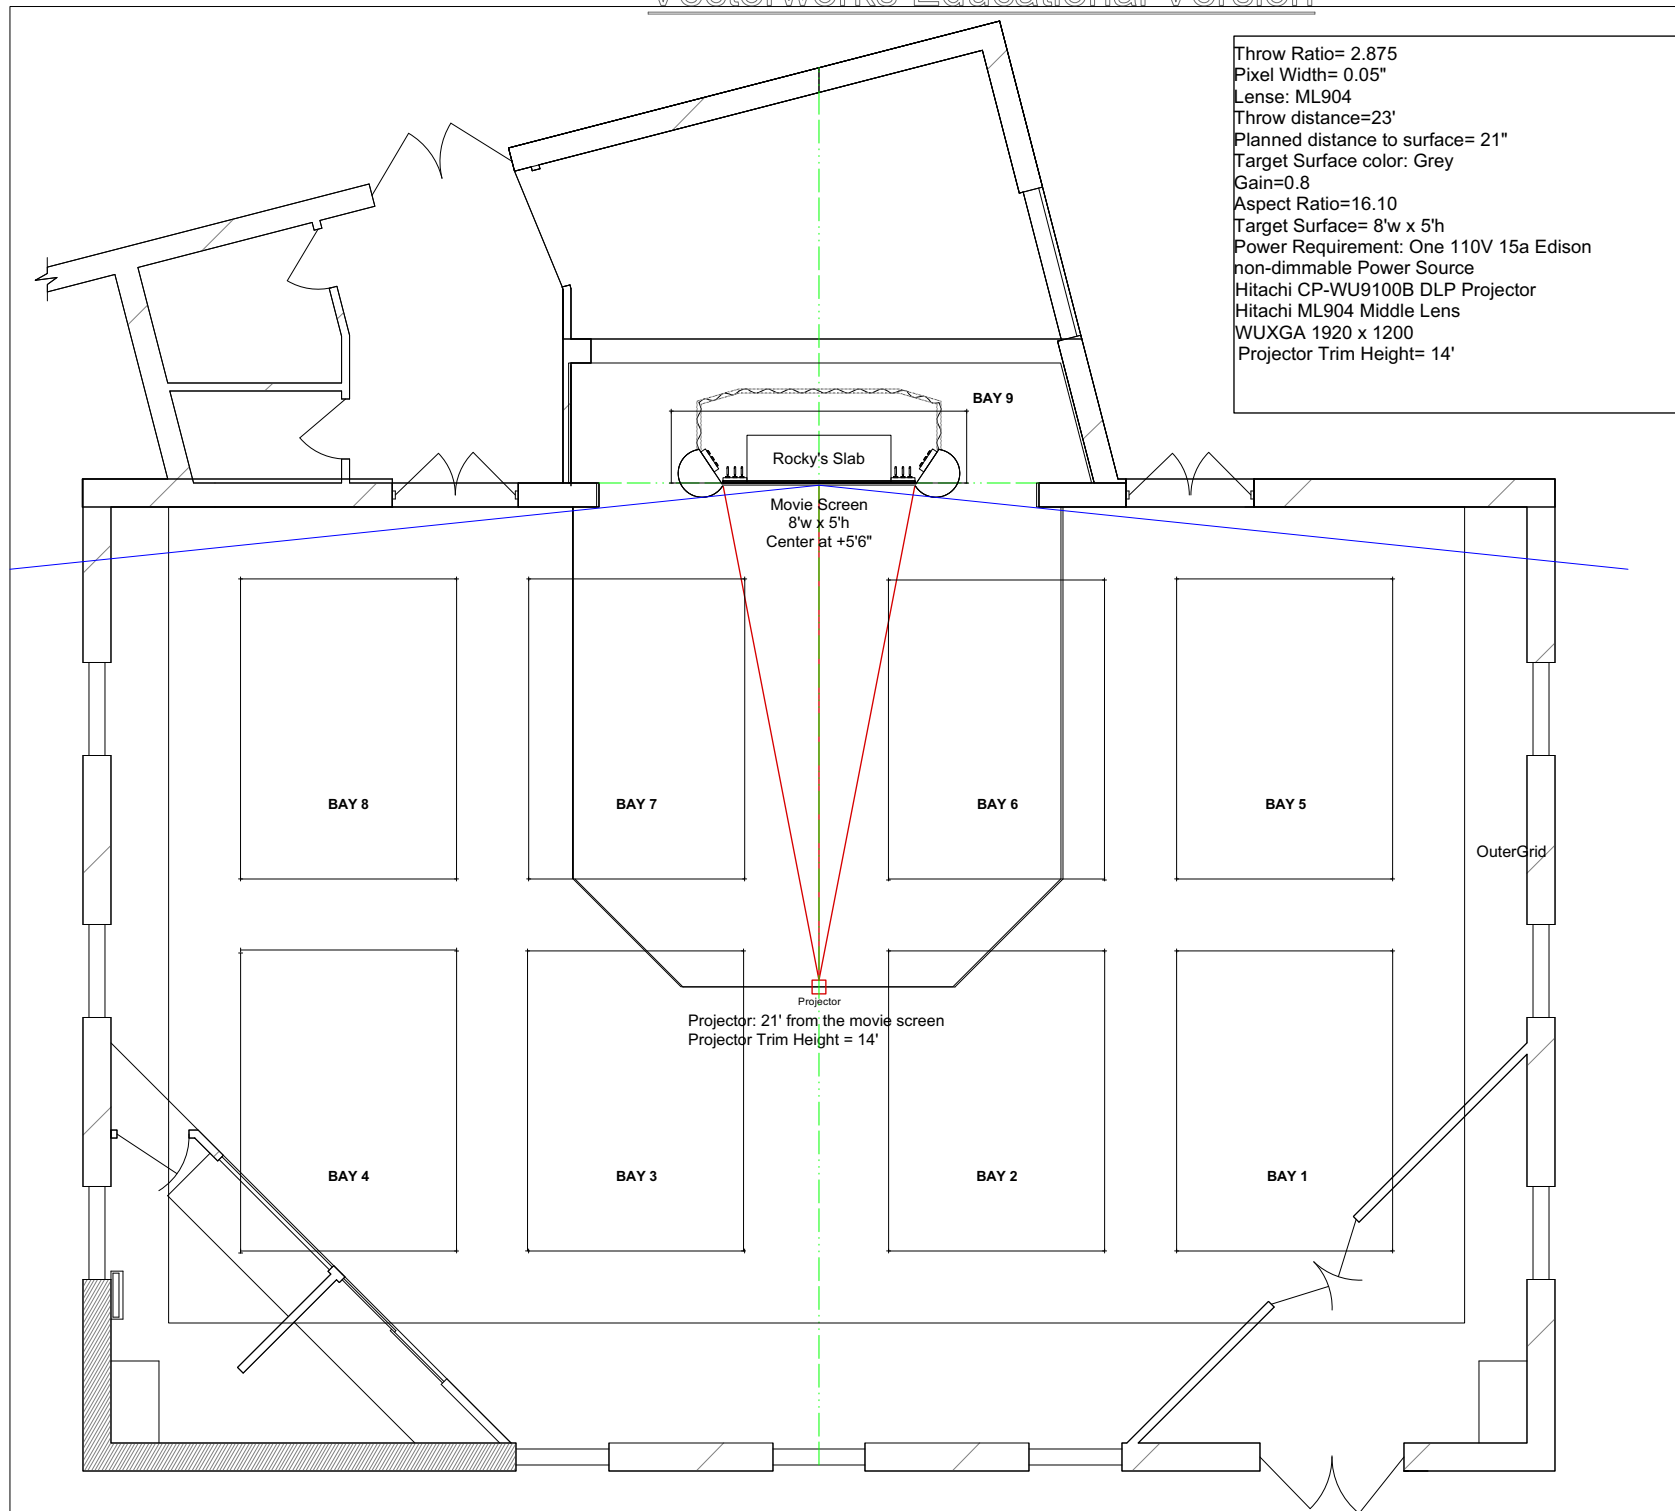 Vectorworks Educational Version
Throw Ratio= 2.875
Pixel Width= 0.05"
Lense: ML904
Throw distance=23'
Planned distance to surface= 21"
Target Surface color: Grey
Gain=0.8
Aspect Ratio=16.10
Target Surface= 8'w x 5'h
Power Requirement: One 110V 15a Edison
non-dimmable Power Source
Hitachi CP-WU9100B DLP Projector
Hitachi ML904 Middle Lens
WUXGA 1920 x 1200
Projector Trim Height= 14'
BAY 9
Rocky's Slab
Movie Screen
8'w x 5'h
Center at +5'6"
BAY 8
BAY 7
BAY 6
BAY 5
OuterGrid
Projector
Projector: 21' from the movie screen
Projector Trim Height = 14'
BAY 4
BAY 3
BAY 2
BAY 1